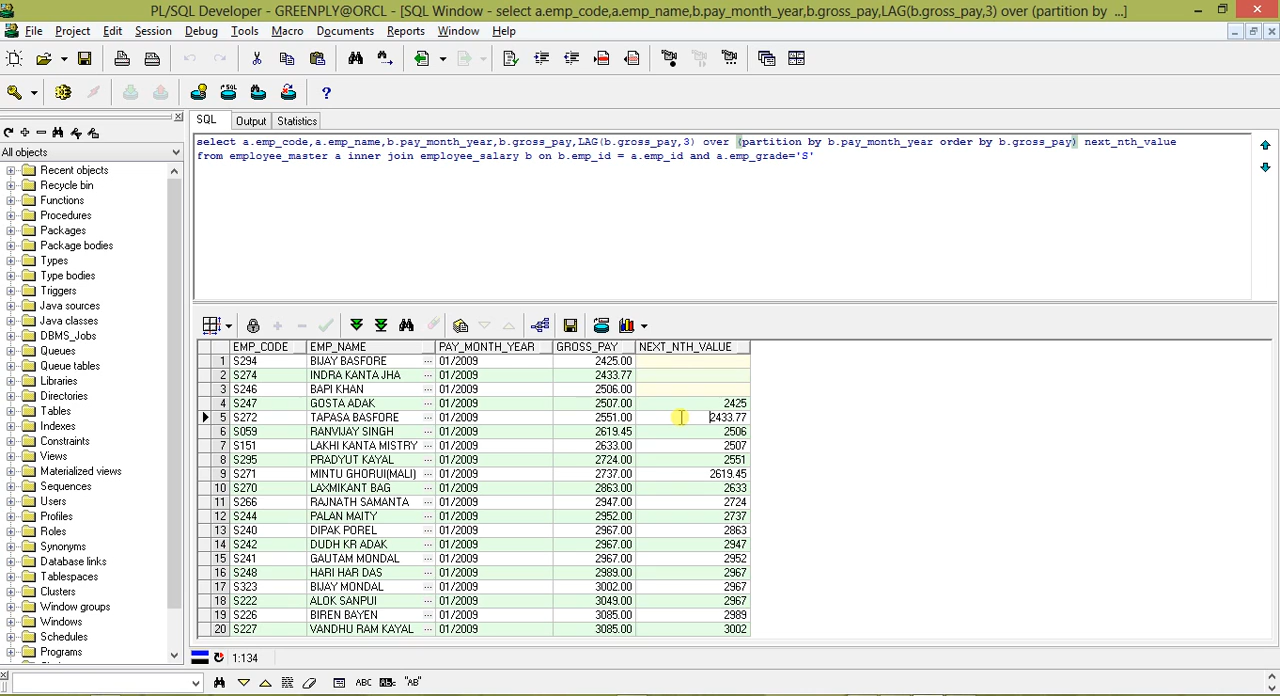 PL/SQL Developer - GREENPLY@ORCL - [SQL Window - select a.emp_code,a.emp_name,b.pay_month_year,b.gross_pay,LAG(b.gross_pay,3) over (partition by ...]
File Project Edit Session Debug Tools Macro Documents Reports Window Help
SQL Output Statistics
select a.emp_code,a.emp_name,b.pay_month_year,b.gross_pay,LAG(b.gross_pay,3) over (partition by b.pay_month_year order by b.gross_pay) next_nth_value
from employee_master a inner join employee_salary b on b.emp_id = a.emp_id and a.emp_grade='S'
All objects
Recent objects
Recycle bin
Functions
Procedures
Packages
Package bodies
Types
Type bodies
Triggers
Java sources
Java classes
DBMS_Jobs
Queues
Queue tables
Libraries
Directories
Tables
Indexes
Constraints
Views
Materialized views
Sequences
Users
Profiles
Roles
Synonyms
Database links
Tablespaces
Clusters
Window groups
Windows
Schedules
Programs
EMP_CODE EMP_NAME PAY_MONTH_YEAR GROSS_PAY NEXT_NTH_VALUE
1 S294 BIJAY BASFORE ... 01/2009 2425.00
2 S274 INDRA KANTA JHA ... 01/2009 2433.77
3 S246 BAPI KHAN ... 01/2009 2506.00
4 S247 GOSTA ADAK ... 01/2009 2507.00 2425
5 S272 TAPASA BASFORE ... 01/2009 2551.00 2433.77
6 S059 RANVIJAY SINGH ... 01/2009 2619.45 2506
7 S151 LAKHI KANTA MISTRY ... 01/2009 2633.00 2507
8 S295 PRADYUT KAYAL ... 01/2009 2724.00 2551
9 S271 MINTU GHORUI(MALI) ... 01/2009 2737.00 2619.45
10 S270 LAXMIKANT BAG ... 01/2009 2863.00 2633
11 S266 RAJNATH SAMANTA ... 01/2009 2947.00 2724
12 S244 PALAN MAITY ... 01/2009 2952.00 2737
13 S240 DIPAK POREL ... 01/2009 2967.00 2863
14 S242 DUDH KR ADAK ... 01/2009 2967.00 2947
15 S241 GAUTAM MONDAL ... 01/2009 2967.00 2952
16 S248 HARI HAR DAS ... 01/2009 2989.00 2967
17 S323 BIJAY MONDAL ... 01/2009 3002.00 2967
18 S222 ALOK SANPUI ... 01/2009 3049.00 2967
19 S226 BIREN BAYEN ... 01/2009 3085.00 2989
20 S227 VANDHU RAM KAYAL ... 01/2009 3085.00 3002
1:134
ABC ABc "AB"